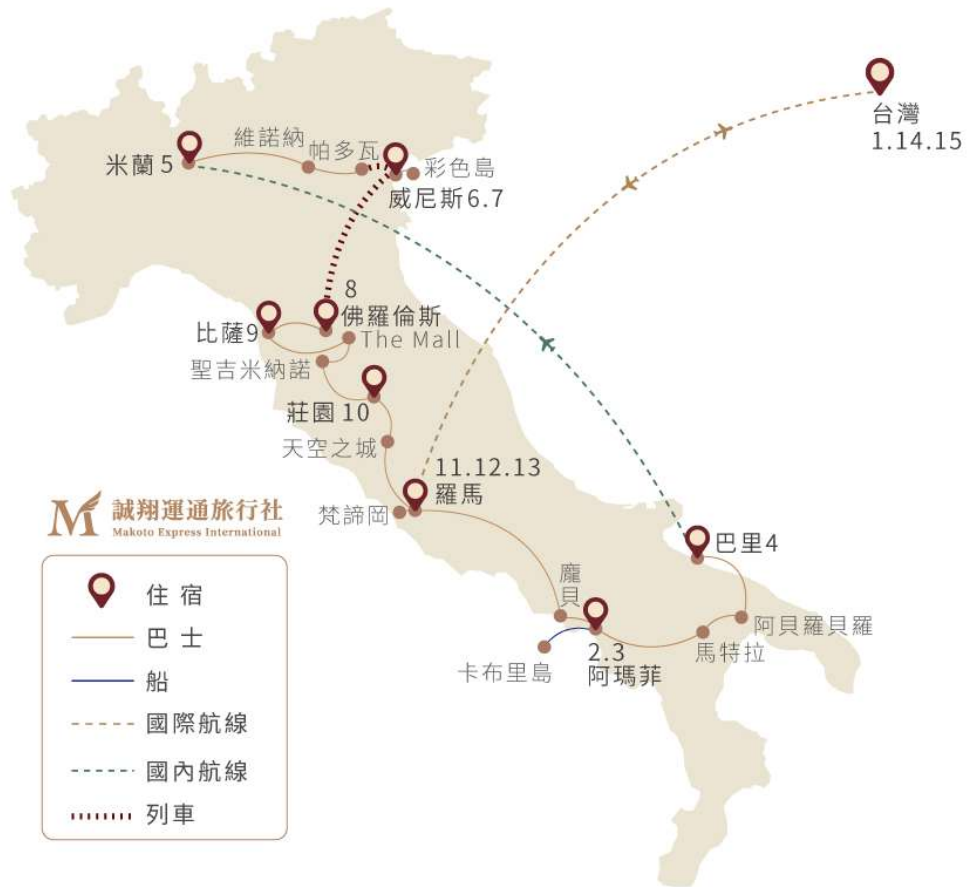 台灣
1.14.15
維諾納
帕多瓦
彩色島
米蘭 5
威尼斯 6.7
8
佛羅倫斯
比薩 9
The Mall
聖吉米納諾
莊園 10
天空之城
11.12.13
羅馬
梵諦岡
巴里 4
龐
貝
阿貝羅貝羅
馬特拉
卡布里島
2.3
阿瑪菲
誠翔運通旅行社
Makoto Express International
住 宿
巴 士
船
國際航線
國內航線
列車